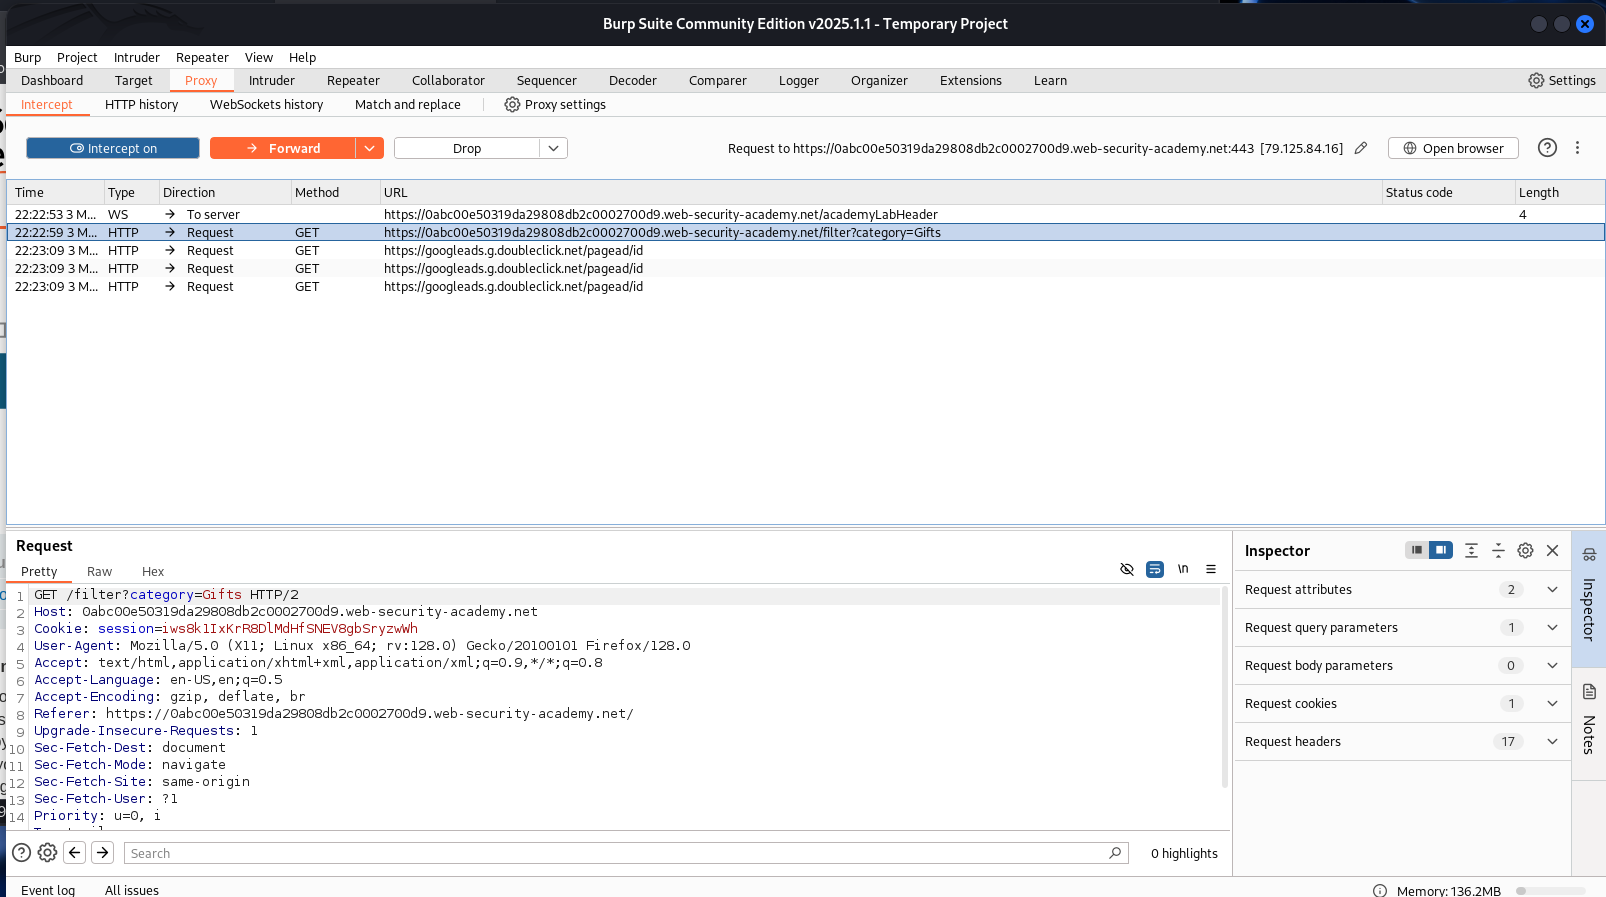 Burp Suite Community Edition v2025.1.1 - Temporary Project
Burp Project Intruder Repeater View Help
Dashboard Target Proxy Intruder Repeater Collaborator Sequencer Decoder Comparer Logger Organizer Extensions Learn Settings
Intercept HTTP history WebSockets history Match and replace Proxy settings
Intercept on Forward Drop Request to https://0abc00e50319da29808db2c0002700d9.web-security-academy.net:443 [79.125.84.16] Open browser
Time Type Direction Method URL Status code Length
22:22:53 3 M... WS To server https://0abc00e50319da29808db2c0002700d9.web-security-academy.net/academyLabHeader 4
22:22:59 3 M... HTTP Request GET https://0abc00e50319da29808db2c0002700d9.web-security-academy.net/filter?category=Gifts
22:23:09 3 M... HTTP Request GET https://googleads.g.doubleclick.net/pagead/id
22:23:09 3 M... HTTP Request GET https://googleads.g.doubleclick.net/pagead/id
22:23:09 3 M... HTTP Request GET https://googleads.g.doubleclick.net/pagead/id
Request
Pretty Raw Hex \n
1 GET /filter?category=Gifts HTTP/2
2 Host: 0abc00e50319da29808db2c0002700d9.web-security-academy.net
3 Cookie: session=iws8k1IxKrR8DlMdHfSNEV8gbSryzwWh
4 User-Agent: Mozilla/5.0 (X11; Linux x86_64; rv:128.0) Gecko/20100101 Firefox/128.0
5 Accept: text/html,application/xhtml+xml,application/xml;q=0.9,*/*;q=0.8
6 Accept-Language: en-US,en;q=0.5
7 Accept-Encoding: gzip, deflate, br
8 Referer: https://0abc00e50319da29808db2c0002700d9.web-security-academy.net/
9 Upgrade-Insecure-Requests: 1
10 Sec-Fetch-Dest: document
11 Sec-Fetch-Mode: navigate
12 Sec-Fetch-Site: same-origin
13 Sec-Fetch-User: ?1
14 Priority: u=0, i
Search 0 highlights
Inspector
Request attributes 2
Request query parameters 1
Request body parameters 0
Request cookies 1
Request headers 17
Inspector
Notes
Event log All issues Memory: 136.2MB